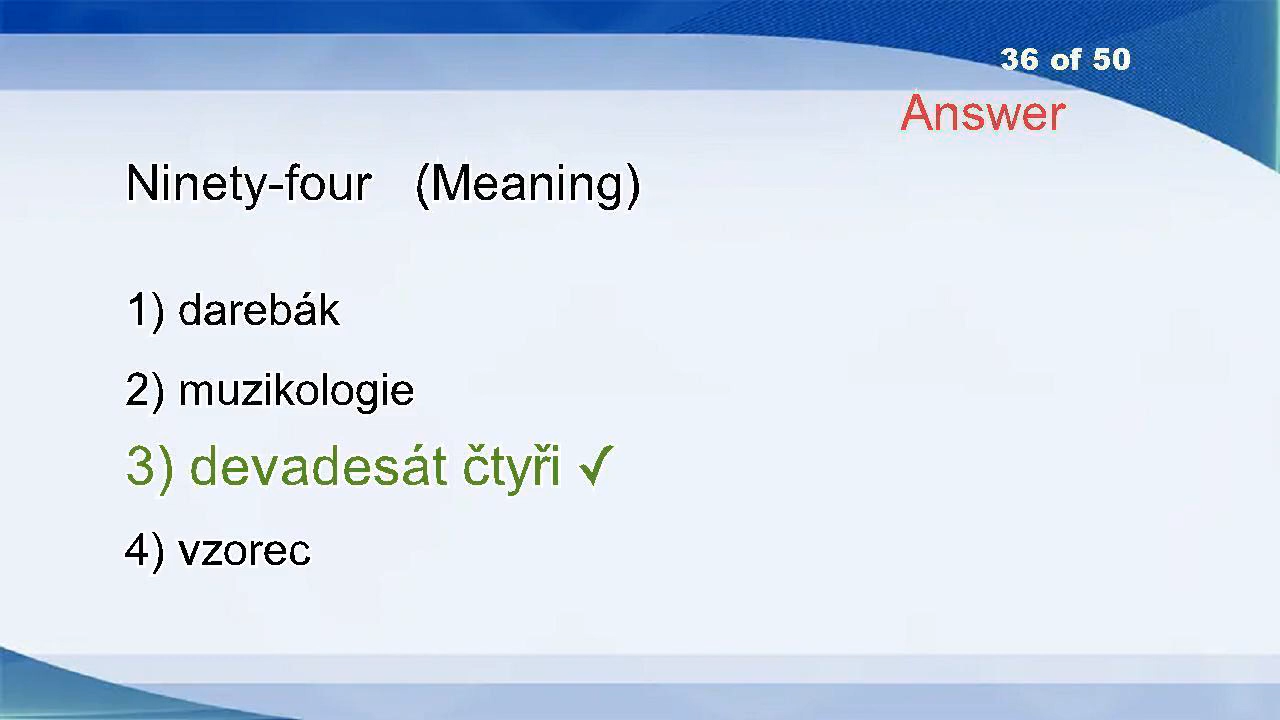 36 of 50
Answer
Ninety-four (Meaning)
1) darebák
2) muzikologie
3) devadesát čtyři ✓
4) vzorec